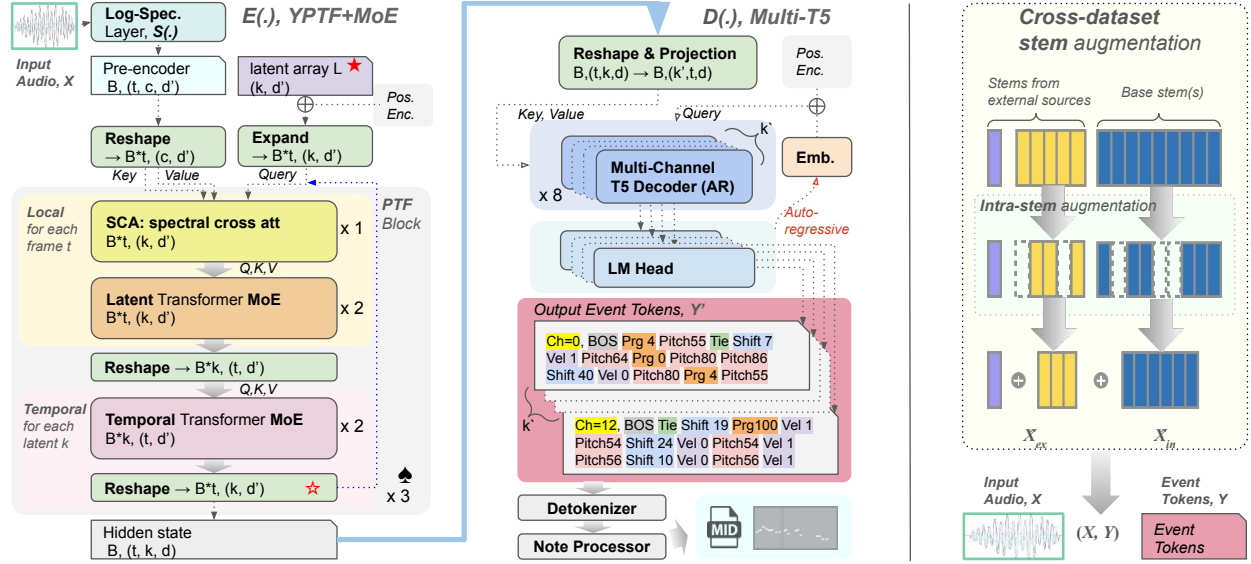 E(.), YPTF+MoE
Log-Spec.
Layer, S(.)
Input
Audio, X
Pre-encoder
B, (t, c, d')
latent array L ★
(k, d')
Pos.
Enc.
Reshape
→ B*t, (c, d')
Expand
→ B*t, (k, d')
Key
Value
Query
PTF
Block
Local
for each
frame t
SCA: spectral cross att
B*t, (k, d')
x 1
Q,K,V
Latent Transformer MoE
B*t, (k, d')
x 2
Reshape → B*k, (t, d')
Q,K,V
Temporal
for each
latent k
Temporal Transformer MoE
B*k, (t, d')
x 2
Reshape → B*t, (k, d') ☆
♠
x 3
Hidden state
B, (t, k, d)
D(.), Multi-T5
Reshape & Projection
B,(t,k,d) → B,(k',t,d)
Pos.
Enc.
Key, Value
Query
k'
Multi-Channel
T5 Decoder (AR)
x 8
Emb.
Auto-
regressive
LM Head
Output Event Tokens, Y'
Ch=0, BOS Prg 4 Pitch55 Tie Shift 7
Vel 1 Pitch64 Prg 0 Pitch80 Pitch86
Shift 40 Vel 0 Pitch80 Prg 4 Pitch55
k'
Ch=12, BOS Tie Shift 19 Prg100 Vel 1
Pitch54 Shift 24 Vel 0 Pitch54 Vel 1
Pitch56 Shift 10 Vel 0 Pitch56 Vel 1
Detokenizer
Note Processor
MID
Cross-dataset
stem augmentation
Stems from
external sources
Base stem(s)
Intra-stem augmentation
X_ex
X_in
Input
Audio, X
(X, Y)
Event
Tokens, Y
Event
Tokens